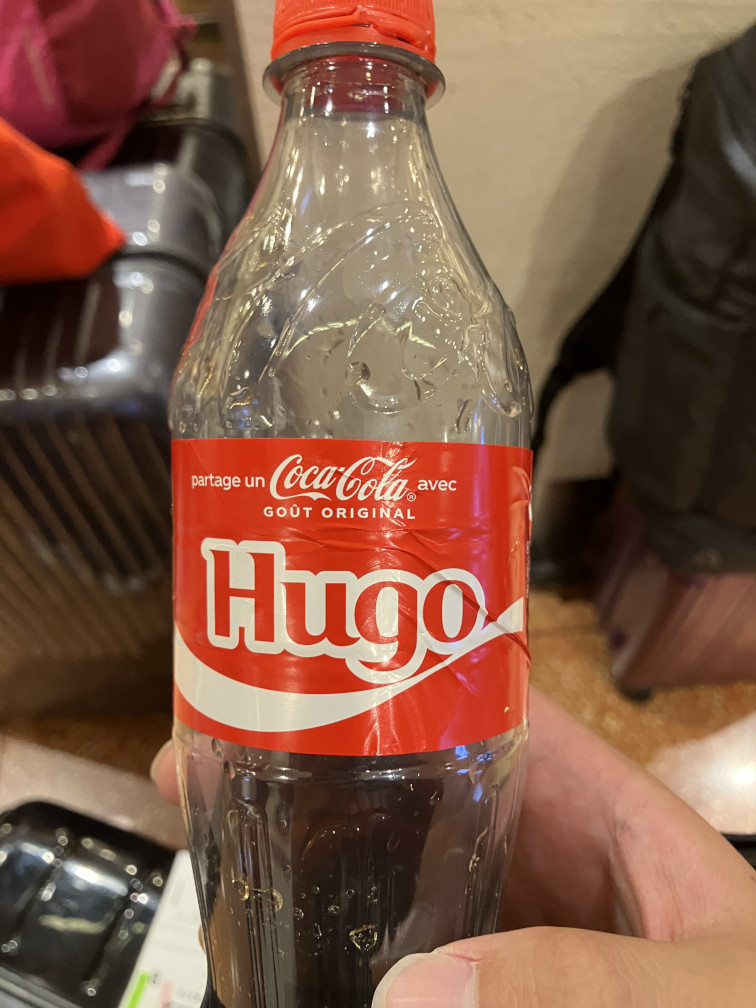 partage un Coca-Cola® avec
GOÛT ORIGINAL
Hugo